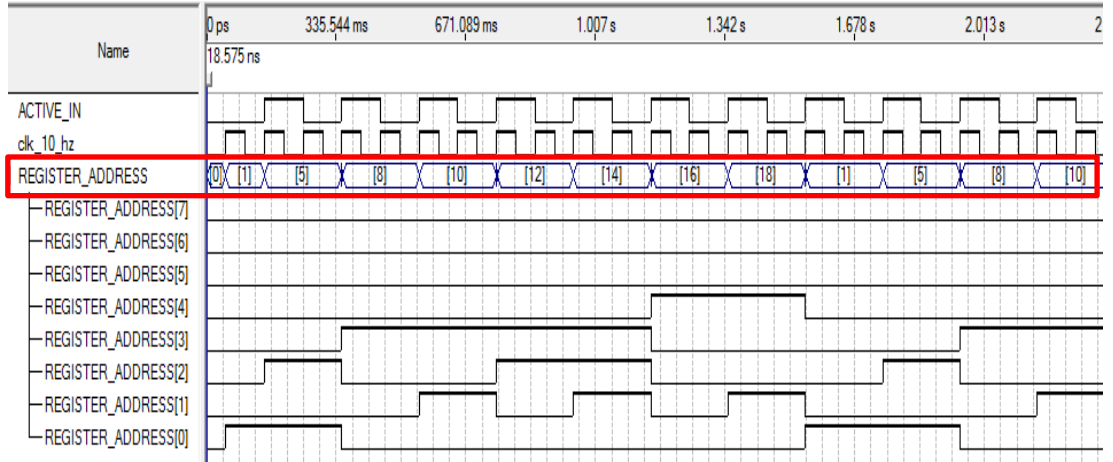 Name 0 ps 335.544 ms 671.089 ms 1.007 s 1.342 s 1.678 s 2.013 s 2
18.575 ns
ACTIVE_IN
clk_10_hz
REGISTER_ADDRESS [0] [1] [5] [8] [10] [12] [14] [16] [18] [1] [5] [8] [10]
REGISTER_ADDRESS[7]
REGISTER_ADDRESS[6]
REGISTER_ADDRESS[5]
REGISTER_ADDRESS[4]
REGISTER_ADDRESS[3]
REGISTER_ADDRESS[2]
REGISTER_ADDRESS[1]
REGISTER_ADDRESS[0]